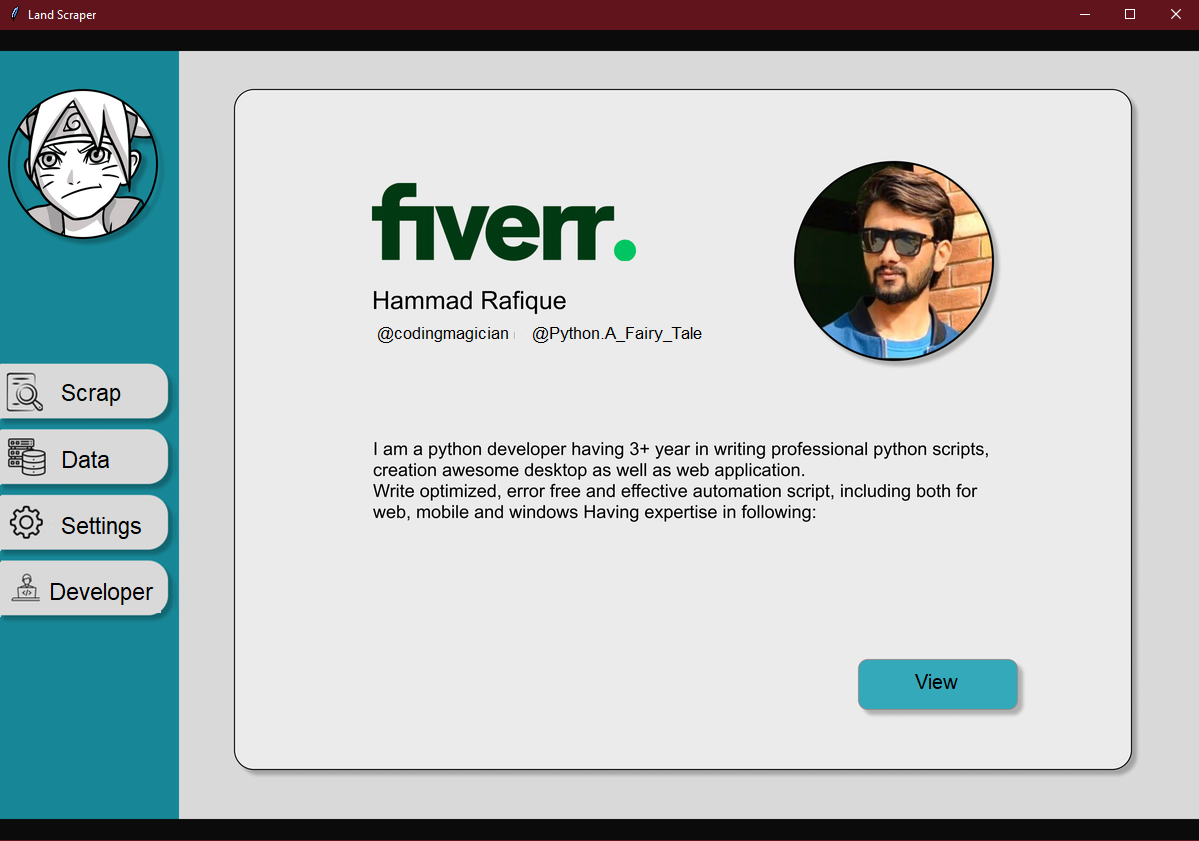 Land Scraper
fiverr.
Hammad Rafique
@codingmagician @Python.A_Fairy_Tale
Scrap
Data
Settings
Developer
I am a python developer having 3+ year in writing professional python scripts,
creation awesome desktop as well as web application.
Write optimized, error free and effective automation script, including both for
web, mobile and windows Having expertise in following:
View